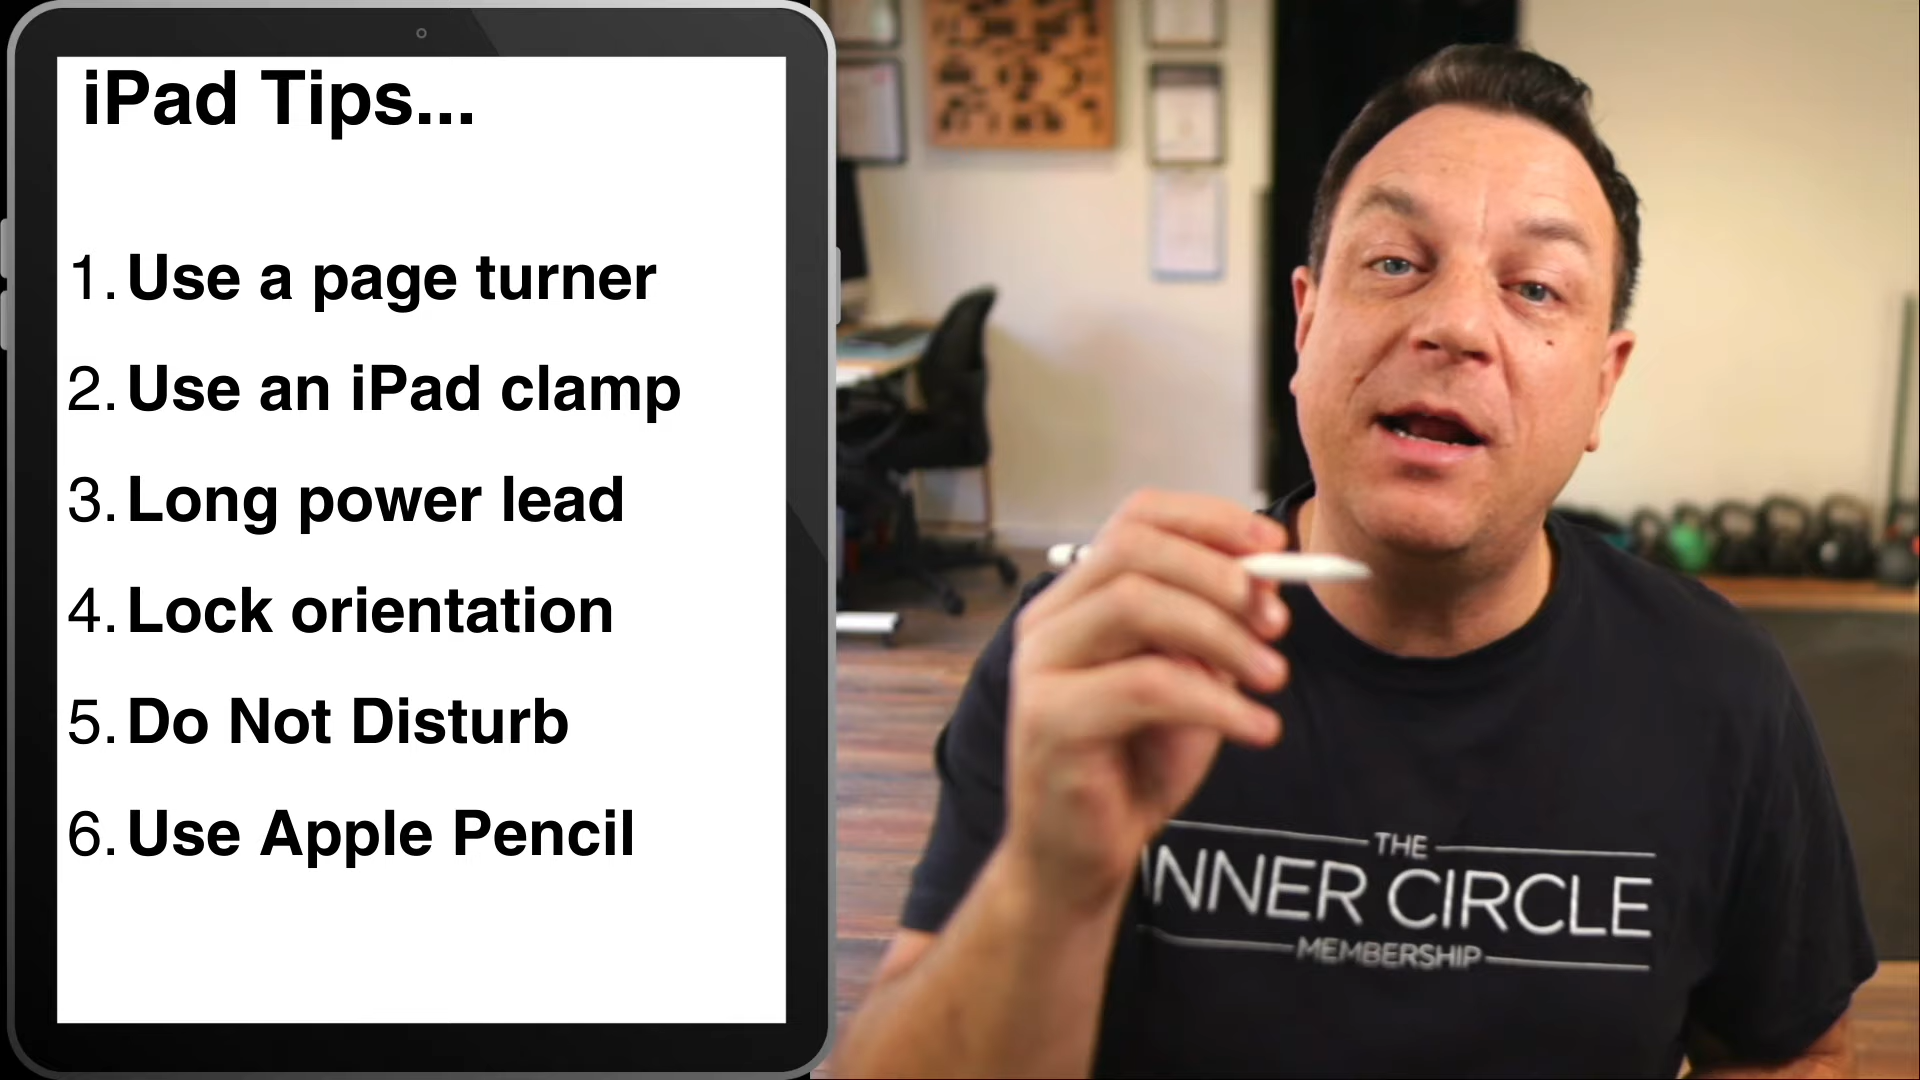 iPad Tips...
1. Use a page turner
2. Use an iPad clamp
3. Long power lead
4. Lock orientation
5. Do Not Disturb
6. Use Apple Pencil
THE
INNER CIRCLE
MEMBERSHIP